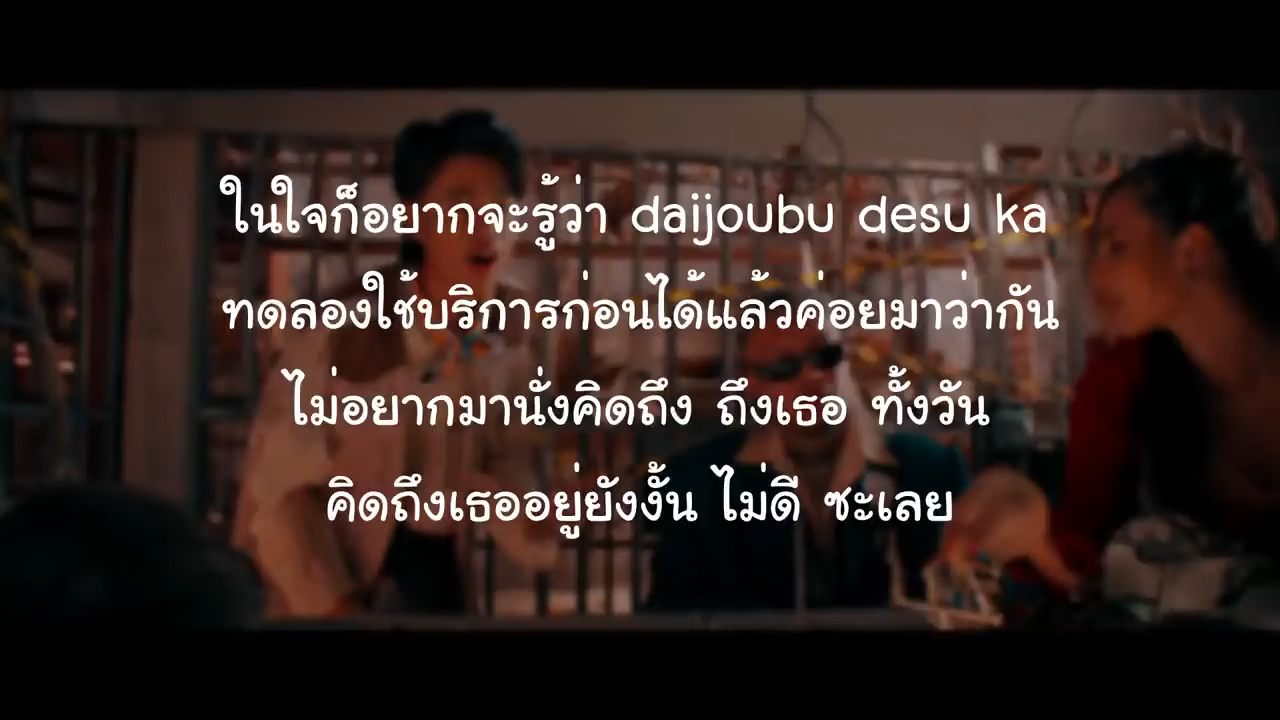 ในใจก็อยากจะรู้ว่า daijoubu desu ka
ทดลองใช้บริการก่อนได้แล้วค่อยมาว่ากัน
ไม่อยากมานั่งคิดถึง ถึงเธอ ทั้งวัน
คิดถึงเธออยู่ยังงั้น ไม่ดี ซะเลย